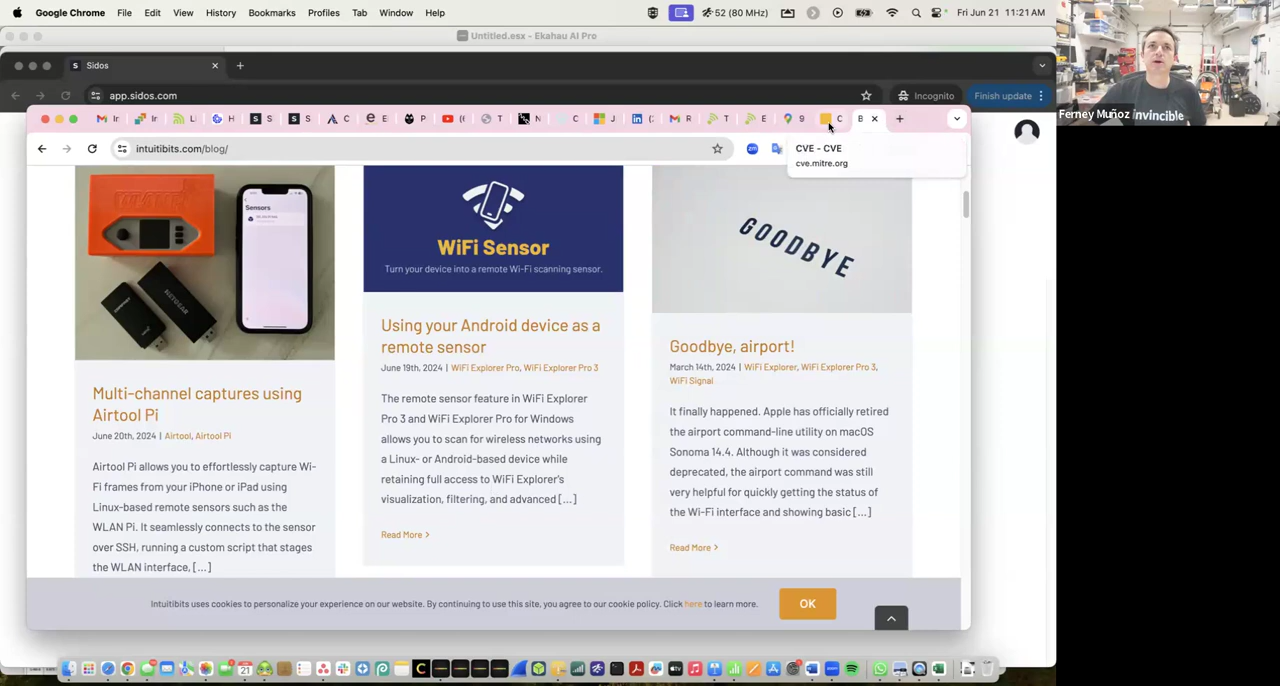 Google Chrome File Edit View History Bookmarks Profiles Tab Window Help
52 (80 MHz)
Fri Jun 21 11:21 AM
Untitled.esx - Ekahau AI Pro
Sidos
app.sidos.com
Incognito
Finish update
intuitibits.com/blog/
CVE - CVE
cve.mitre.org
Ferney Muñoz
invincible
Sensors
NETGEAR
Multi-channel captures using
Airtool Pi
June 20th, 2024 | Airtool, Airtool Pi
Airtool Pi allows you to effortlessly capture Wi-
Fi frames from your iPhone or iPad using
Linux-based remote sensors such as the
WLAN Pi. It seamlessly connects to the sensor
over SSH, running a custom script that stages
the WLAN interface, [...]
WiFi Sensor
Turn your device into a remote Wi-Fi scanning sensor.
Using your Android device as a
remote sensor
June 19th, 2024 | WiFi Explorer Pro, WiFi Explorer Pro 3
The remote sensor feature in WiFi Explorer
Pro 3 and WiFi Explorer Pro for Windows
allows you to scan for wireless networks using
a Linux- or Android-based device while
retaining full access to WiFi Explorer's
visualization, filtering, and advanced [...]
Read More >
GOODBYE
Goodbye, airport!
March 14th, 2024 | WiFi Explorer, WiFi Explorer Pro 3,
WiFi Signal
It finally happened. Apple has officially retired
the airport command-line utility on macOS
Sonoma 14.4. Although it was considered
deprecated, the airport command was still
very helpful for quickly getting the status of
the Wi-Fi interface and showing basic [...]
Read More >
Intuitibits uses cookies to personalize your experience on our website. By continuing to use this site, you agree to our cookie policy. Click here to learn more.
OK